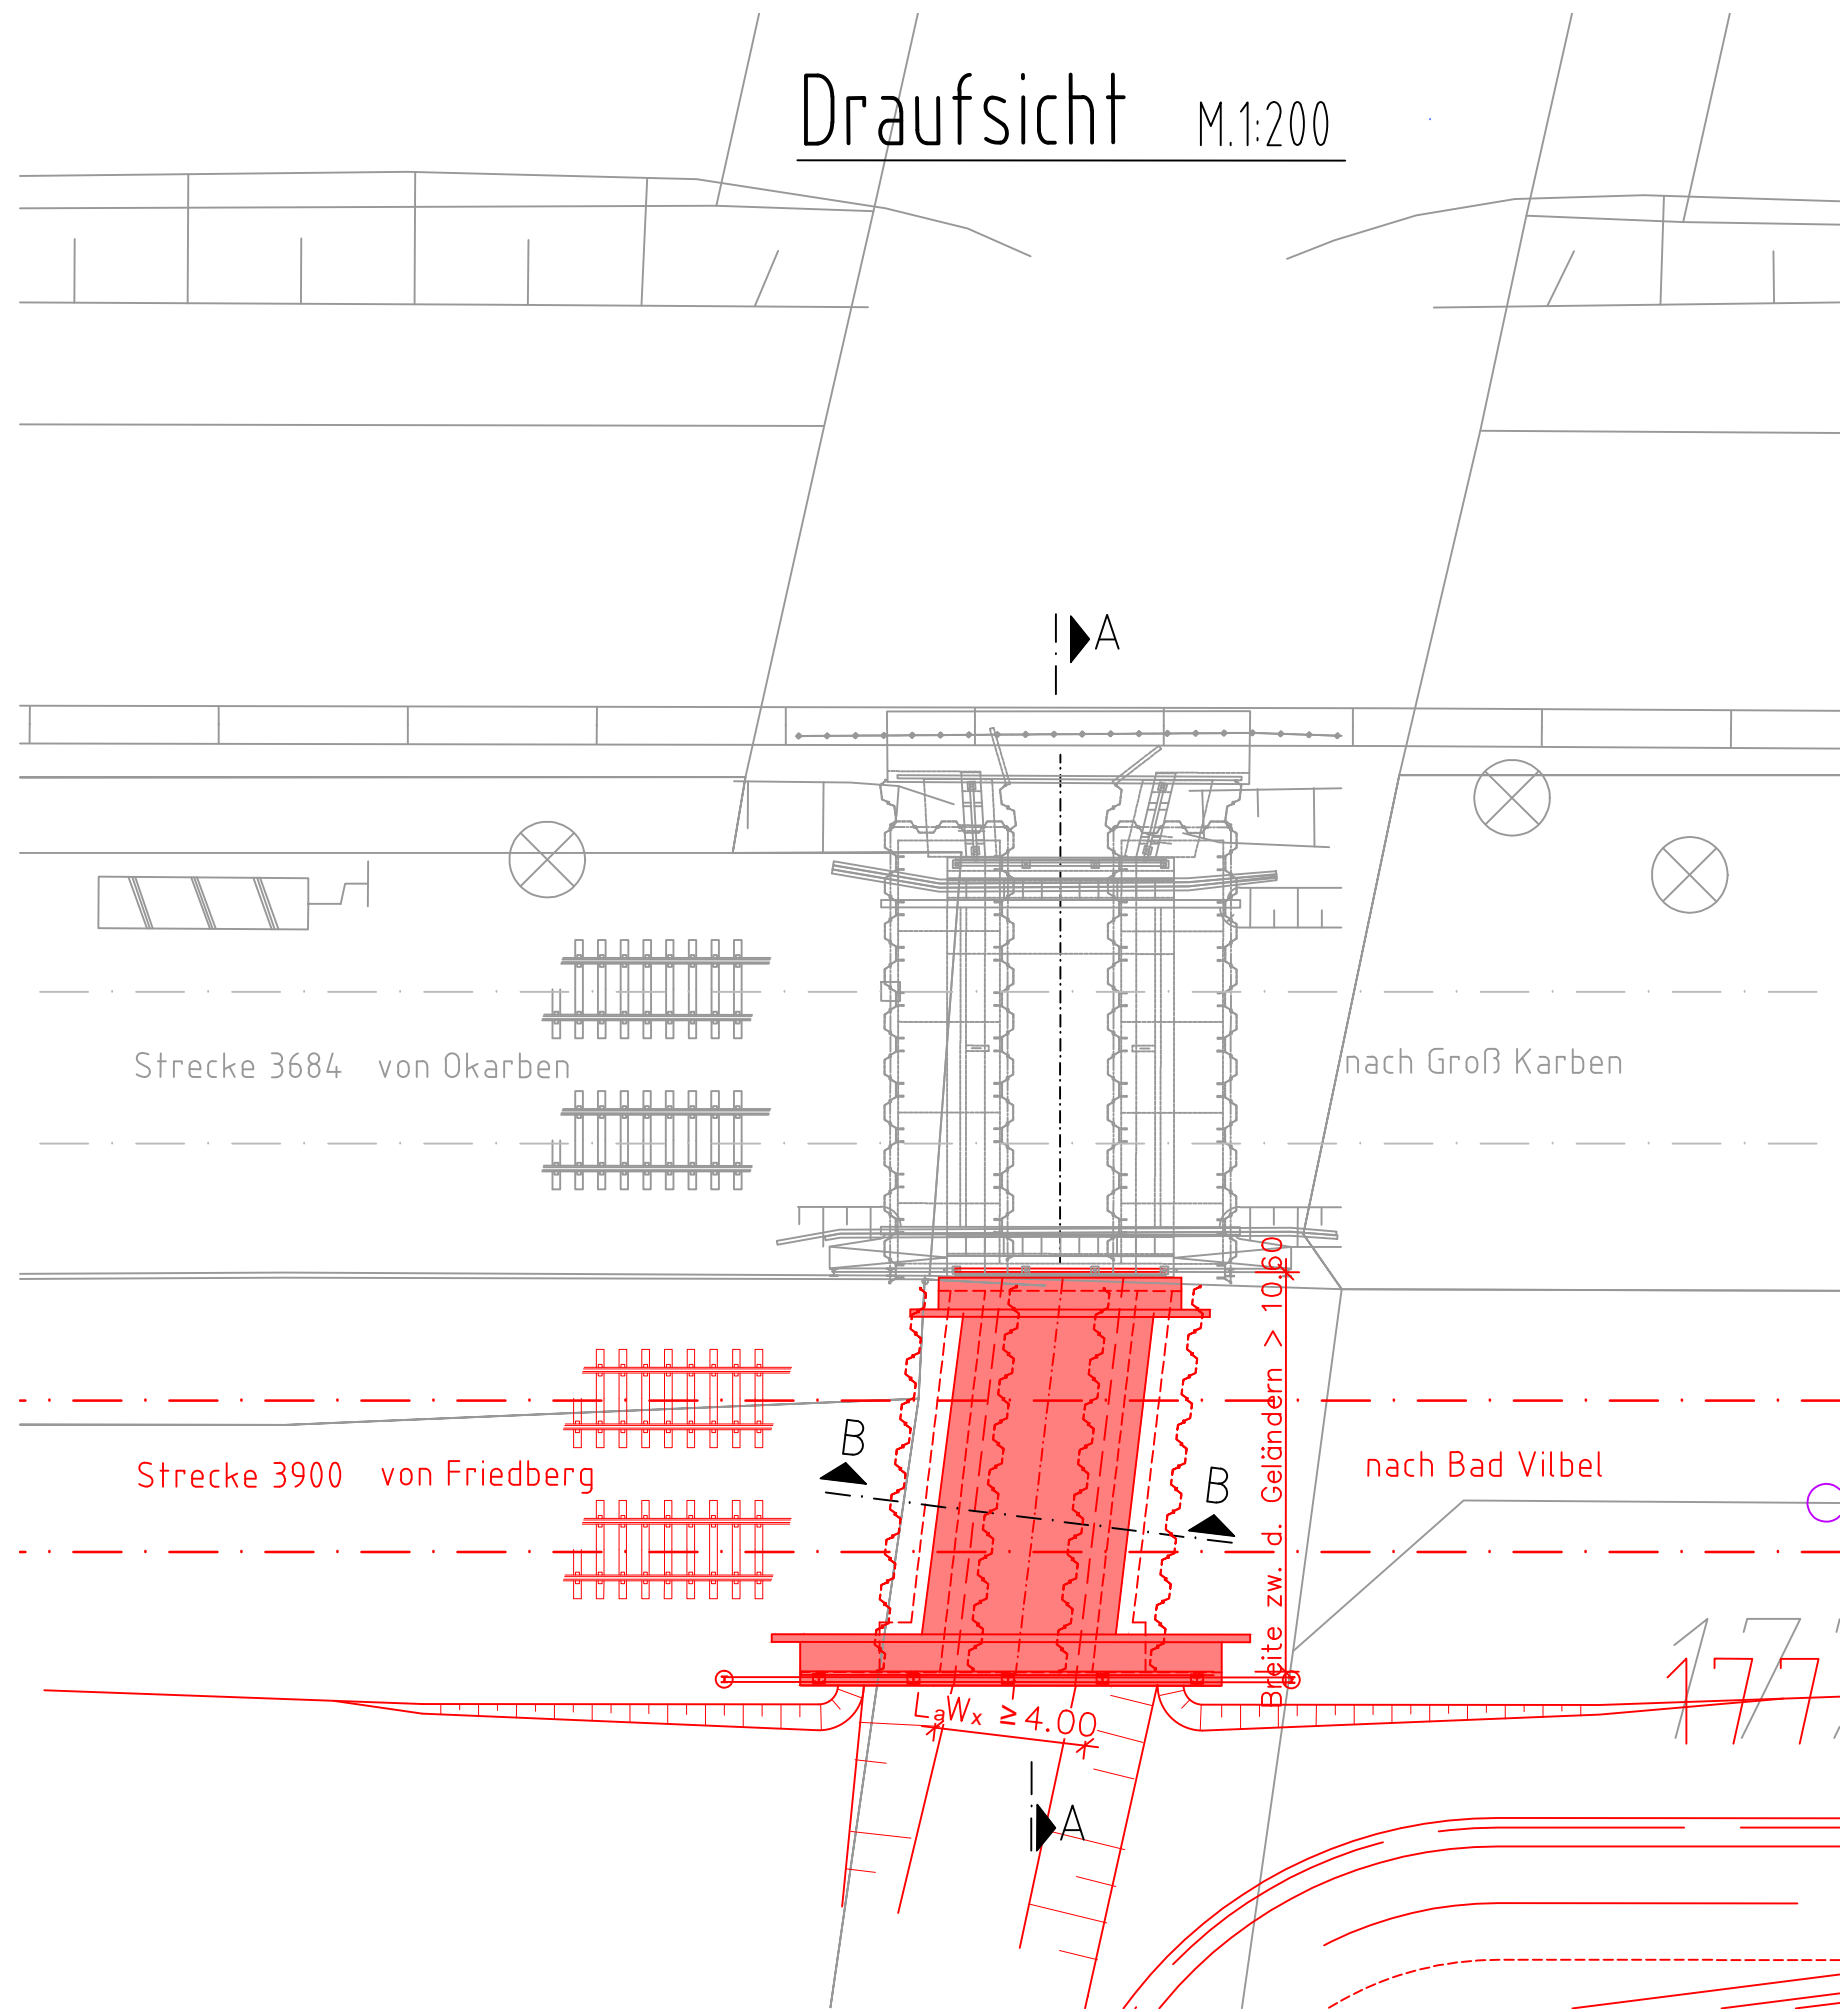 Draufsicht M.1:200
A
Strecke 3684 von Okarben
nach Groß Karben
Breite zw. d. Geländern > 10.60
B
B
Strecke 3900 von Friedberg
nach Bad Vilbel
LaWx ≥ 4.00
177
A